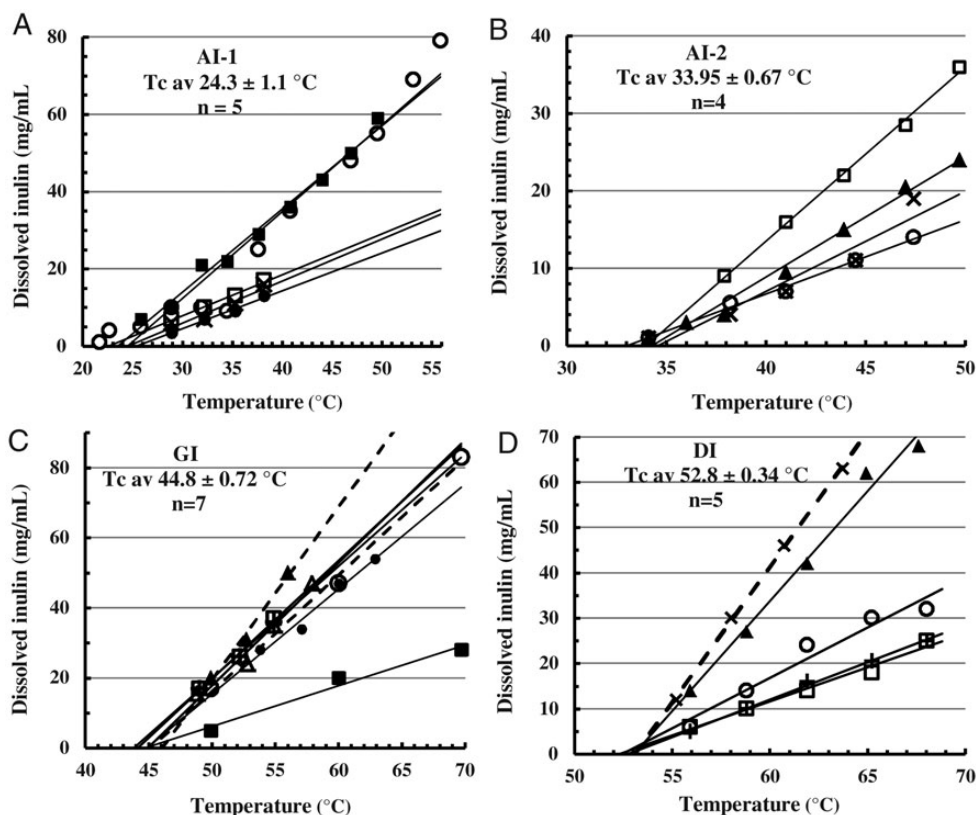 A
AI-1
Tc av 24.3 ± 1.1 °C
n = 5
Dissolved inulin (mg/mL)
80
60
40
20
0
20 25 30 35 40 45 50 55
Temperature (°C)
B
AI-2
Tc av 33.95 ± 0.67 °C
n=4
Dissolved inulin (mg/mL)
40
30
20
10
0
30 35 40 45 50
Temperature (°C)
C
GI
Tc av 44.8 ± 0.72 °C
n=7
Dissolved inulin (mg/mL)
80
60
40
20
0
40 45 50 55 60 65 70
Temperature (°C)
D
DI
Tc av 52.8 ± 0.34 °C
n=5
Dissolved inulin (mg/mL)
70
60
50
40
30
20
10
0
50 55 60 65 70
Temperature (°C)